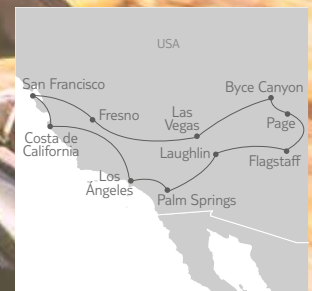 USA
San Francisco
Byce Canyon
Fresno
Las
Vegas
Page
Costa de
California
Laughlin
Flagstaff
Los
Ángeles
Palm Springs